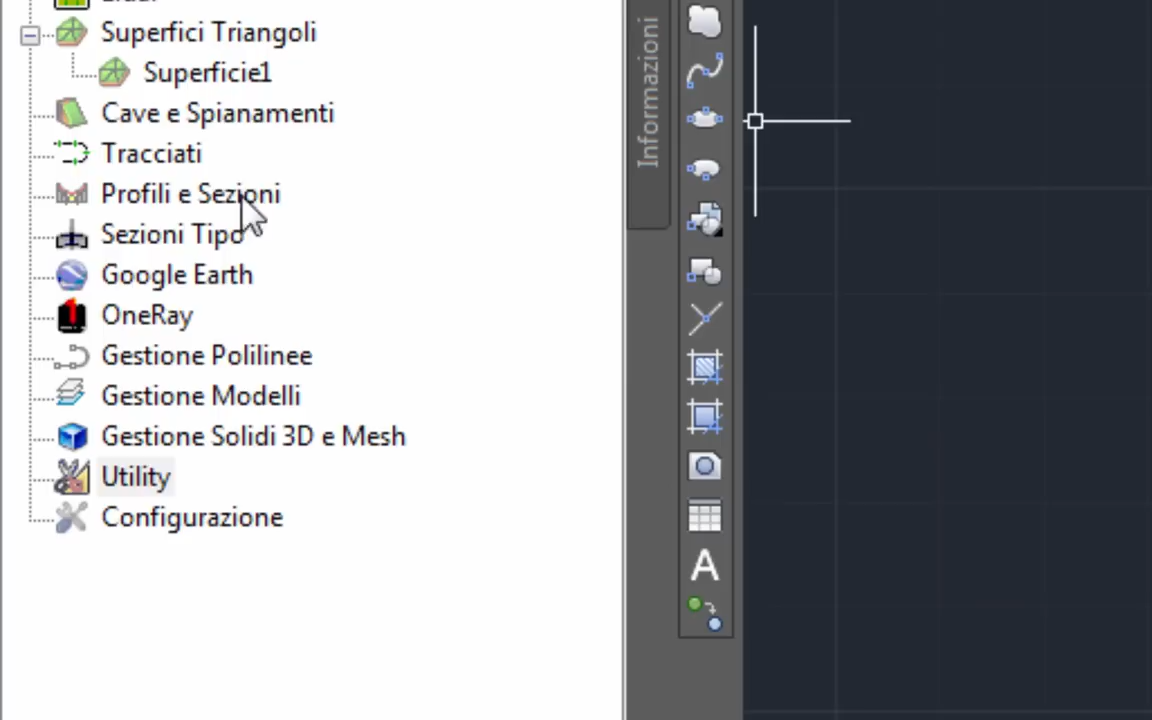 Superfici Triangoli
Superficie1
Cave e Spianamenti
Tracciati
Profili e Sezioni
Sezioni Tipo
Google Earth
OneRay
Gestione Polilinee
Gestione Modelli
Gestione Solidi 3D e Mesh
Utility
Configurazione
Informazioni
A